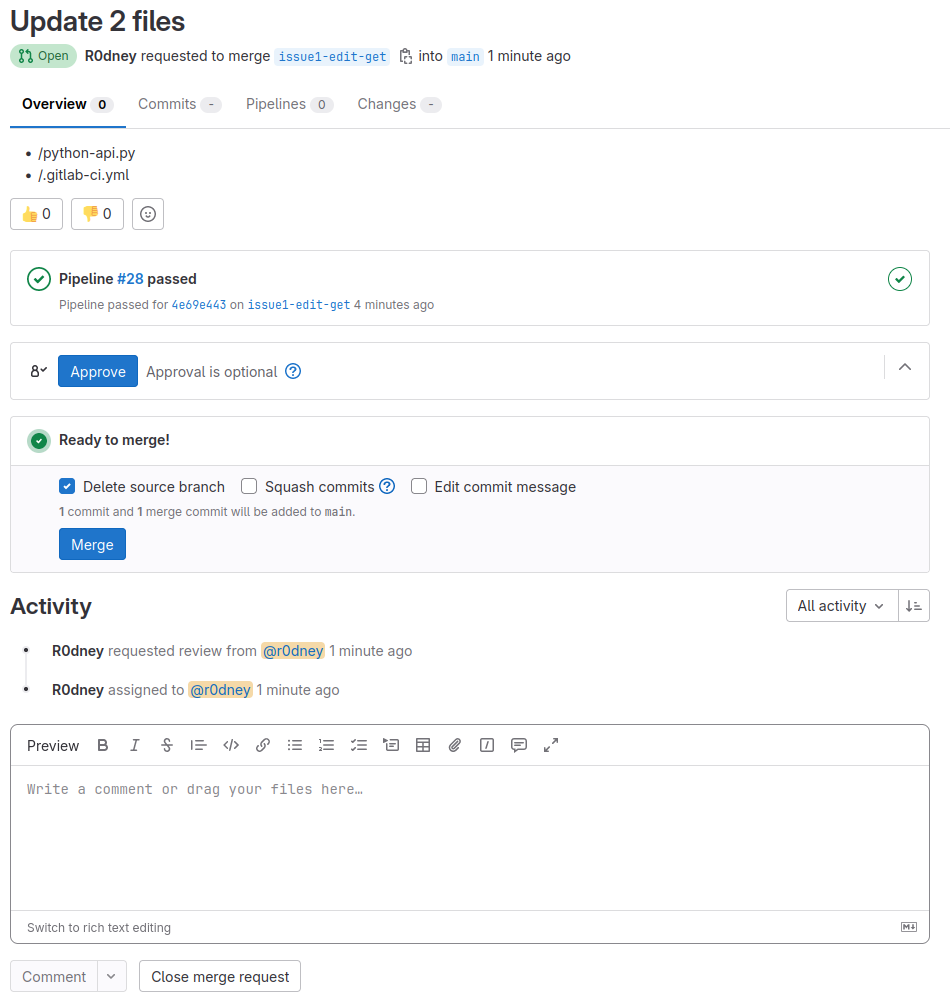 Update 2 files
Open R0dney requested to merge issue1-edit-get into main 1 minute ago
Overview 0 Commits - Pipelines 0 Changes -
• /python-api.py
• /.gitlab-ci.yml
👍 0 👎 0
Pipeline #28 passed
Pipeline passed for 4e69e443 on issue1-edit-get 4 minutes ago
Approve Approval is optional
Ready to merge!
Delete source branch Squash commits Edit commit message
1 commit and 1 merge commit will be added to main.
Merge
Activity
All activity
R0dney requested review from @r0dney 1 minute ago
R0dney assigned to @r0dney 1 minute ago
Preview
Write a comment or drag your files here…
Switch to rich text editing
Comment Close merge request